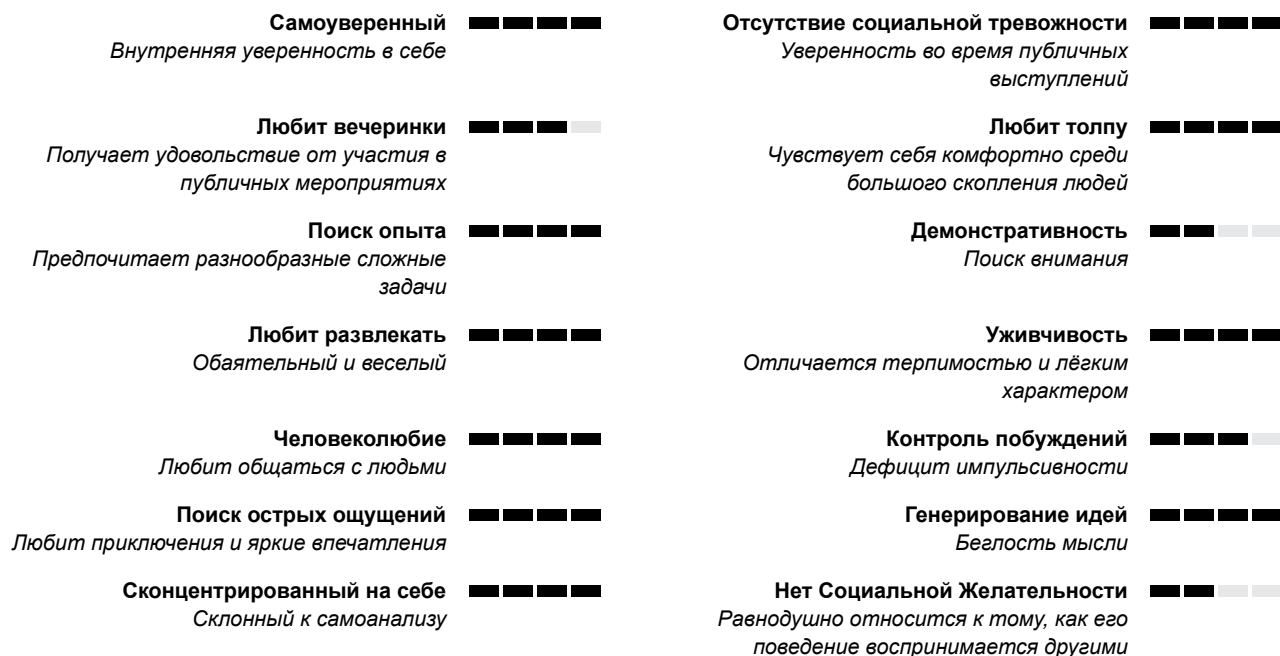 Самоуверенный
Внутренняя уверенность в себе
Отсутствие социальной тревожности
Уверенность во время публичных
выступлений
Любит вечеринки
Получает удовольствие от участия в
публичных мероприятиях
Любит толпу
Чувствует себя комфортно среди
большого скопления людей
Поиск опыта
Предпочитает разнообразные сложные
задачи
Демонстративность
Поиск внимания
Любит развлекать
Обаятельный и веселый
Уживчивость
Отличается терпимостью и лёгким
характером
Человеколюбие
Любит общаться с людьми
Контроль побуждений
Дефицит импульсивности
Поиск острых ощущений
Любит приключения и яркие впечатления
Генерирование идей
Беглость мысли
Сконцентрированный на себе
Склонный к самоанализу
Нет Социальной Желательности
Равнодушно относится к тому, как его
поведение воспринимается другими